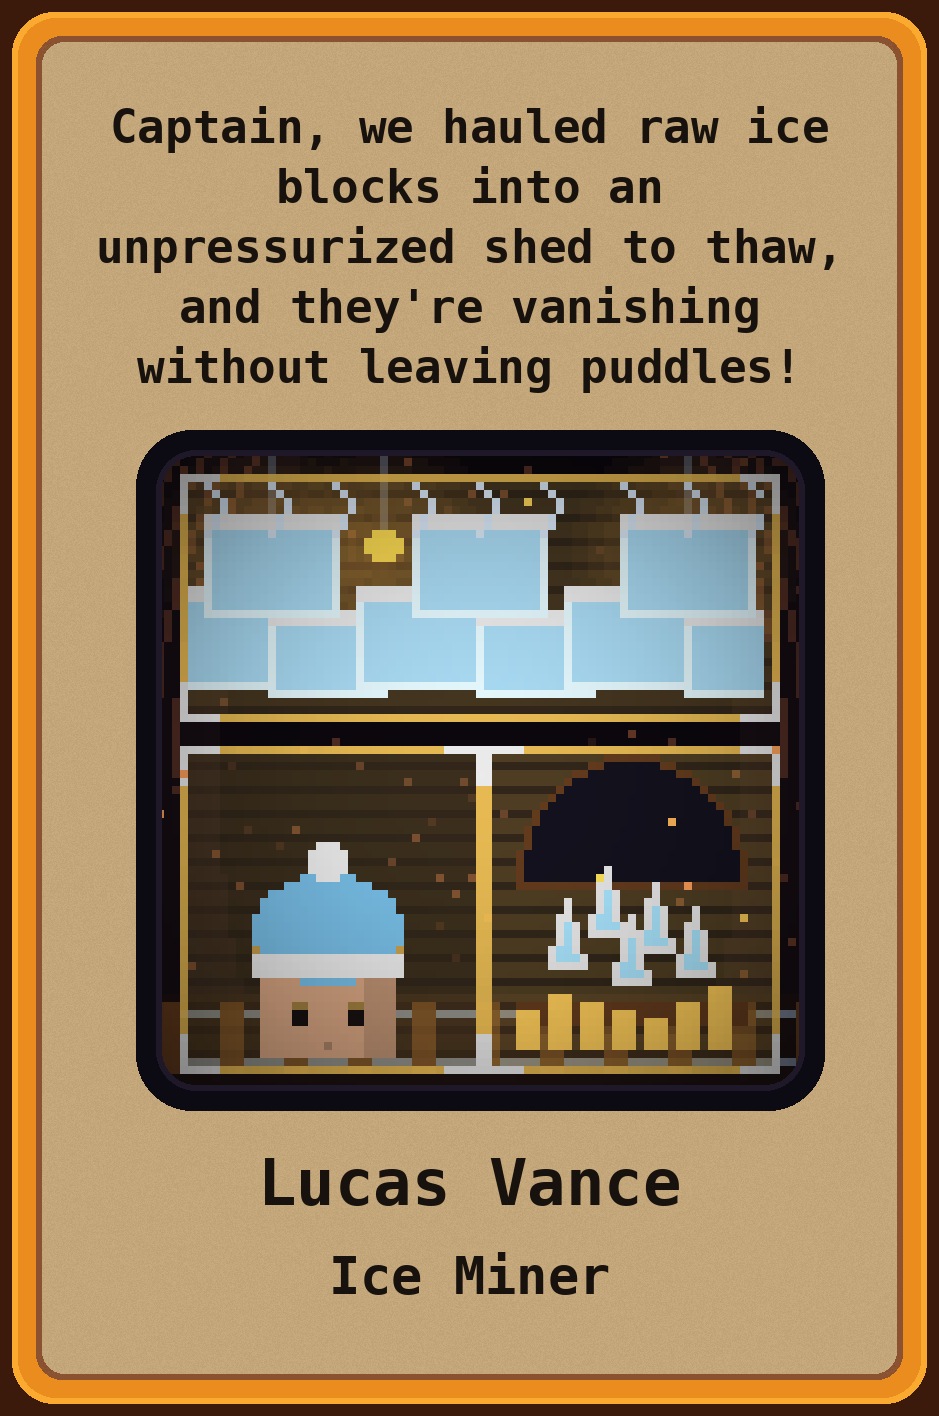 Captain, we hauled raw ice
blocks into an
unpressurized shed to thaw,
and they're vanishing
without leaving puddles!
Lucas Vance
Ice Miner